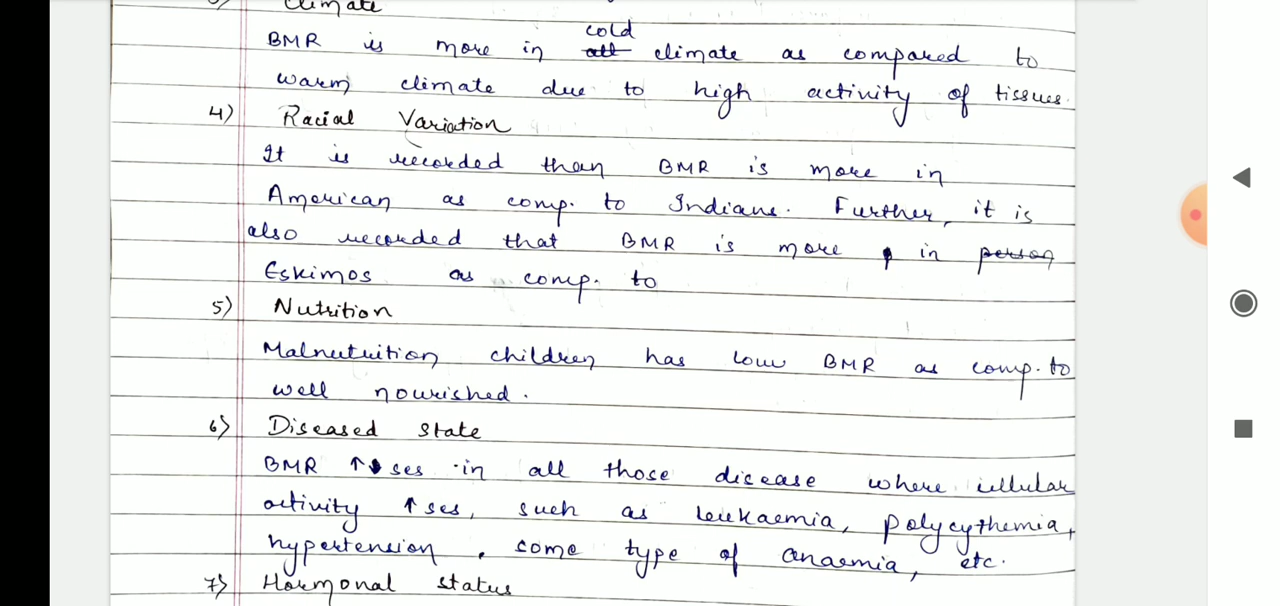 3) Climate
BMR is more in all cold climate as compared to
warm climate due to high activity of tissues.
4) Racial Variation
It is recorded than BMR is more in
American as comp. to Indians. Further, it is
also recorded that BMR is more in person
Eskimos as comp. to
5) Nutrition
Malnutrition children has low BMR as comp. to
well nourished.
6) Diseased state
BMR ↑ses in all those disease where cellular
activity ↑ses, such as leukaemia, polycythemia,
hypertension, some type of anaemia, etc.
7) Hormonal status